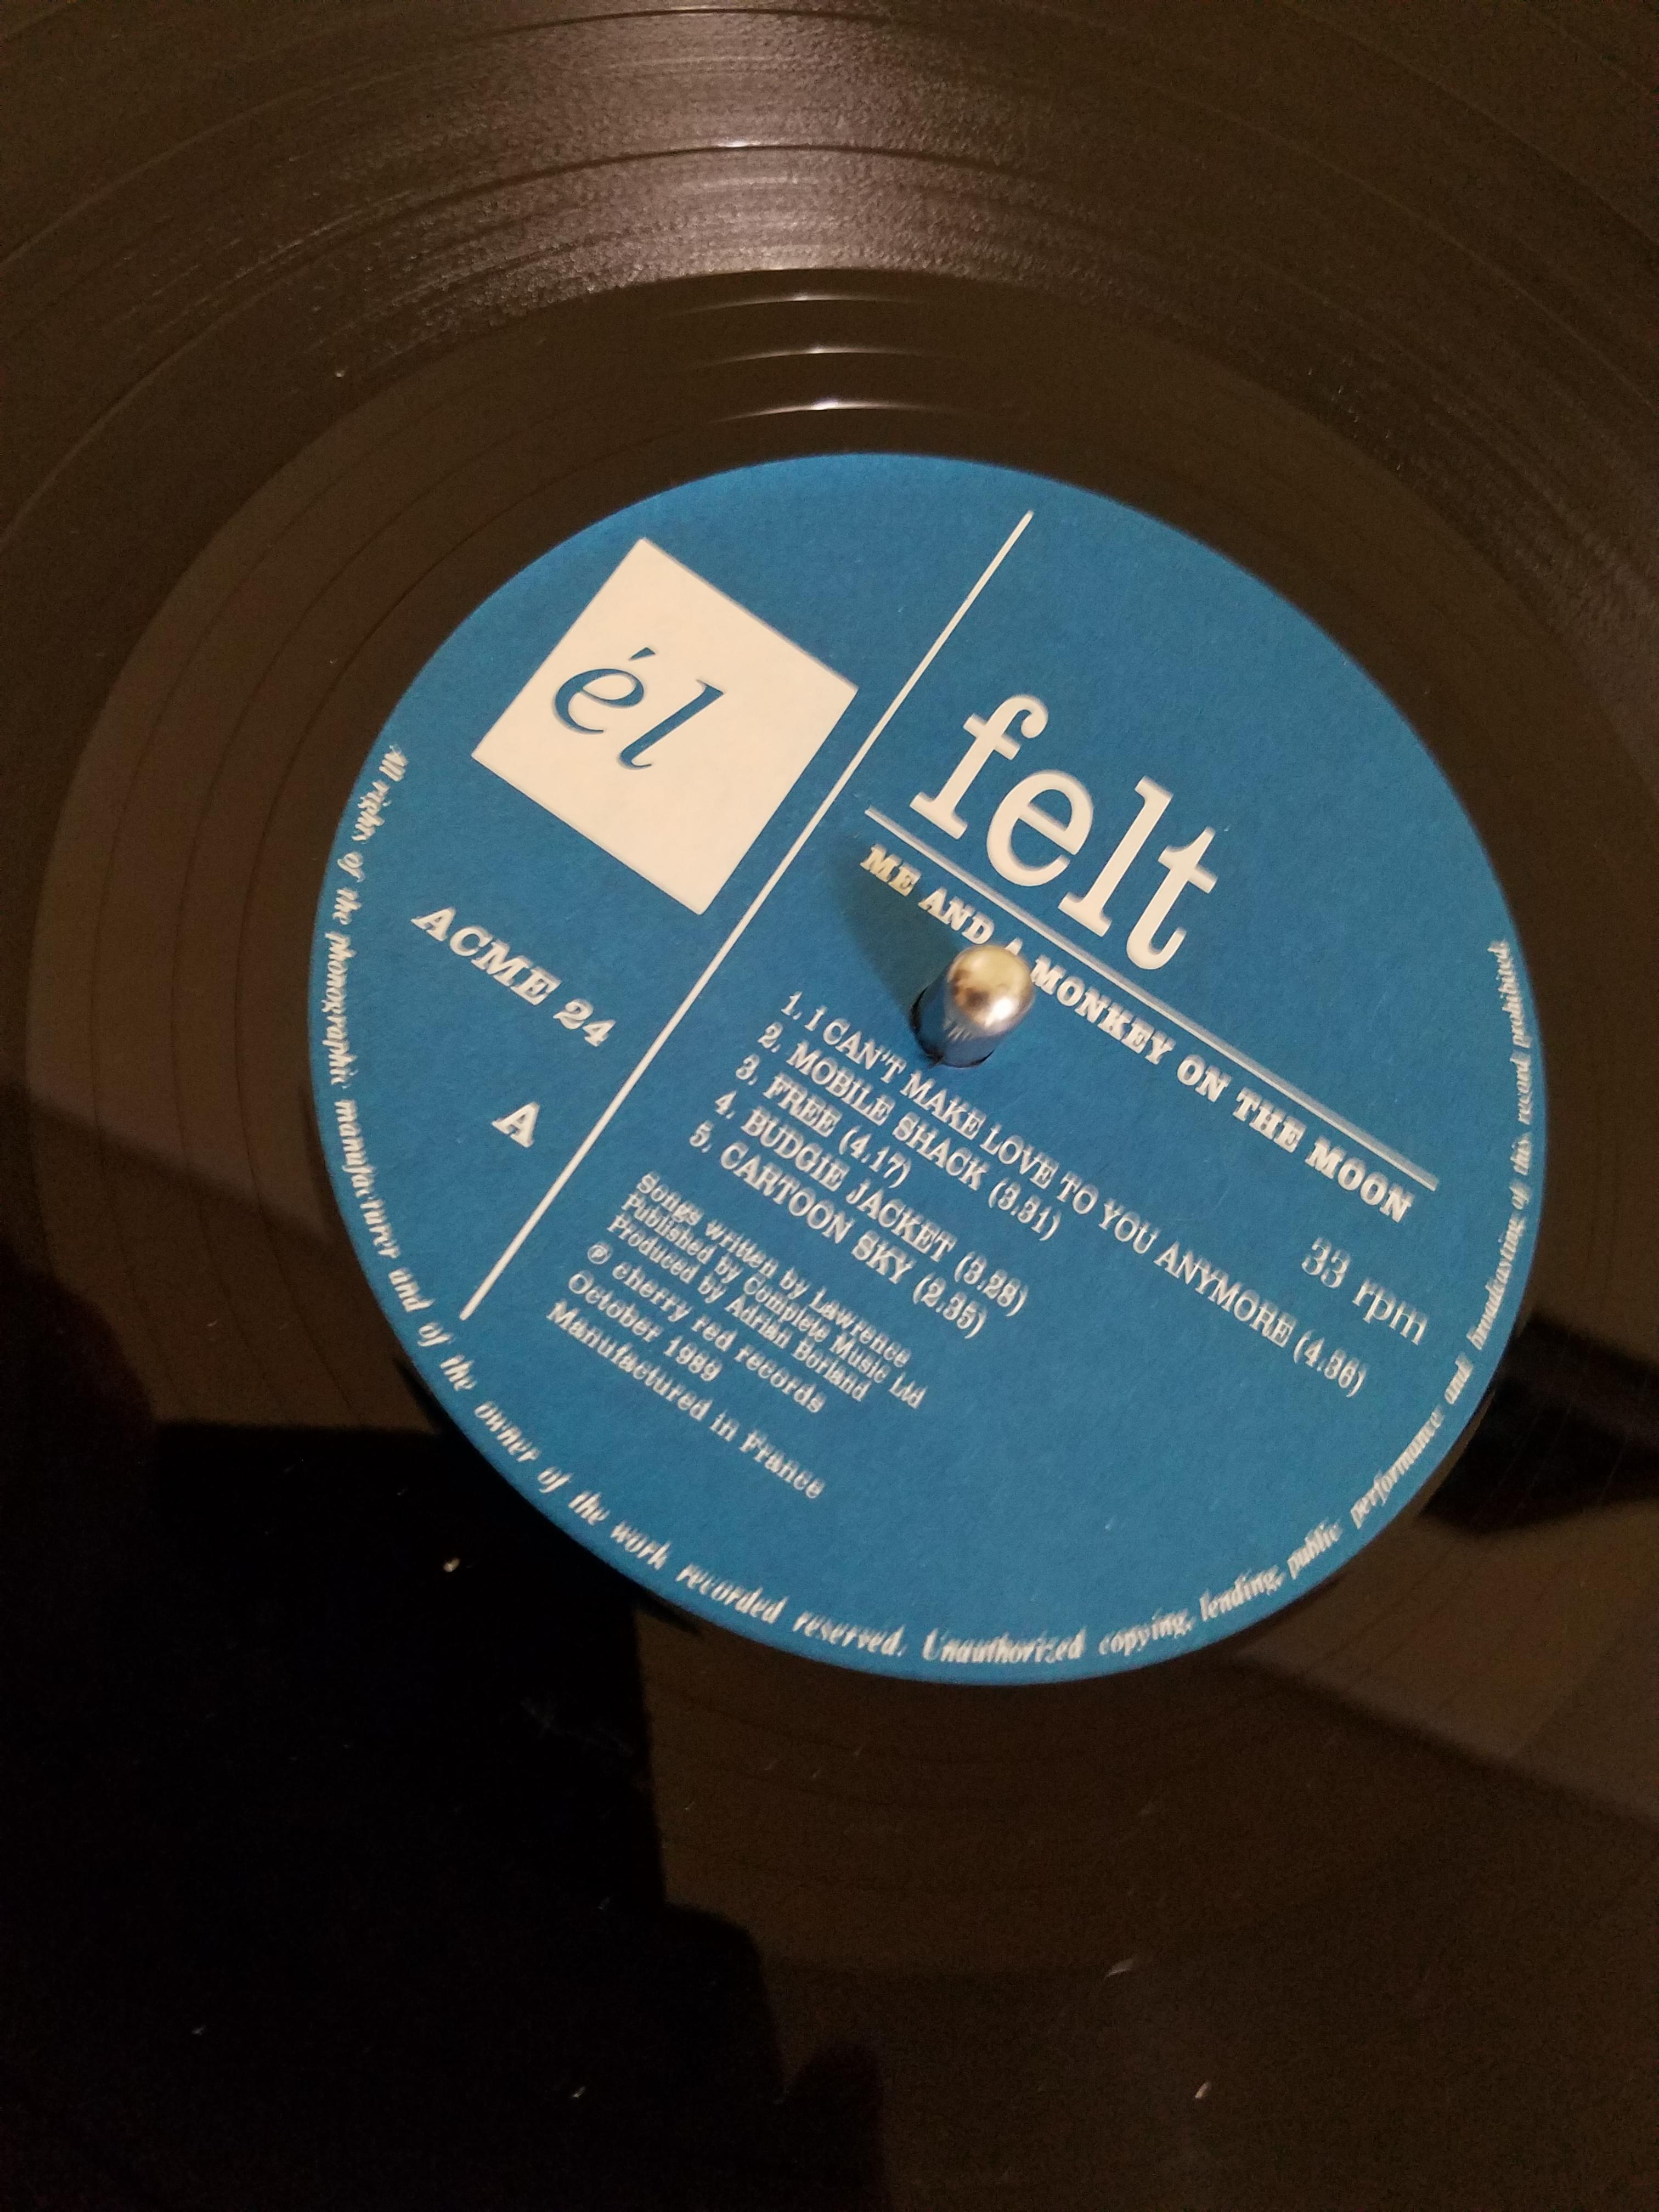 él
ACME 24
A
felt
ME AND A MONKEY ON THE MOON
33 rpm
1. I CAN'T MAKE LOVE TO YOU ANYMORE (4.36)
2. MOBILE SHACK (3.31)
3. FREE (4.17)
4. BUDGIE JACKET (3.28)
5. CARTOON SKY (2.35)
Songs written by Lawrence
Published by Complete Music Ltd
Produced by Adrian Borland
℗ cherry red records
October 1989
Manufactured in France
All rights of the phonographic manufacturer and of the owner of the work recorded reserved. Unauthorized copying, lending, public performance and broadcasting of this record prohibited.